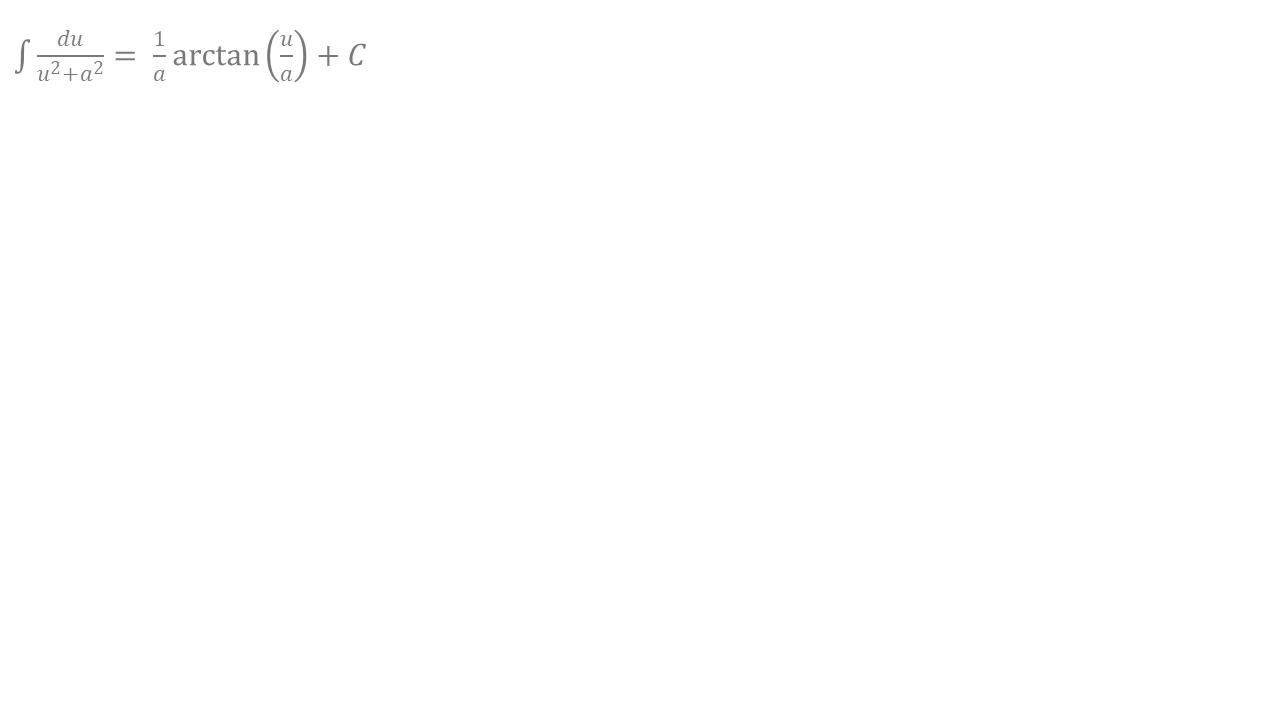 ∫ du/(u²+a²) = 1/a arctan(u/a) + C